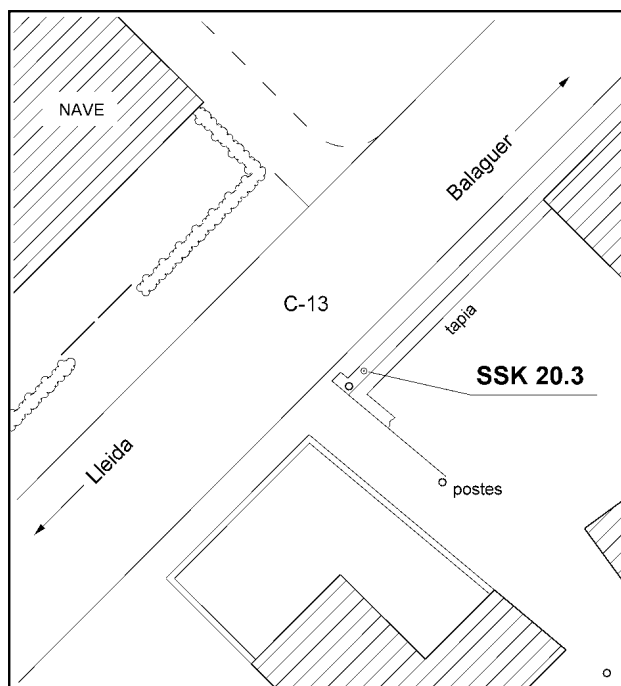 NAVE
Balaguer
C-13
tapia
SSK 20.3
Lleida
postes